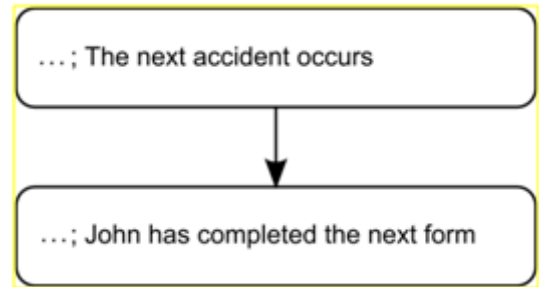 ...; The next accident occurs
...; John has completed the next form